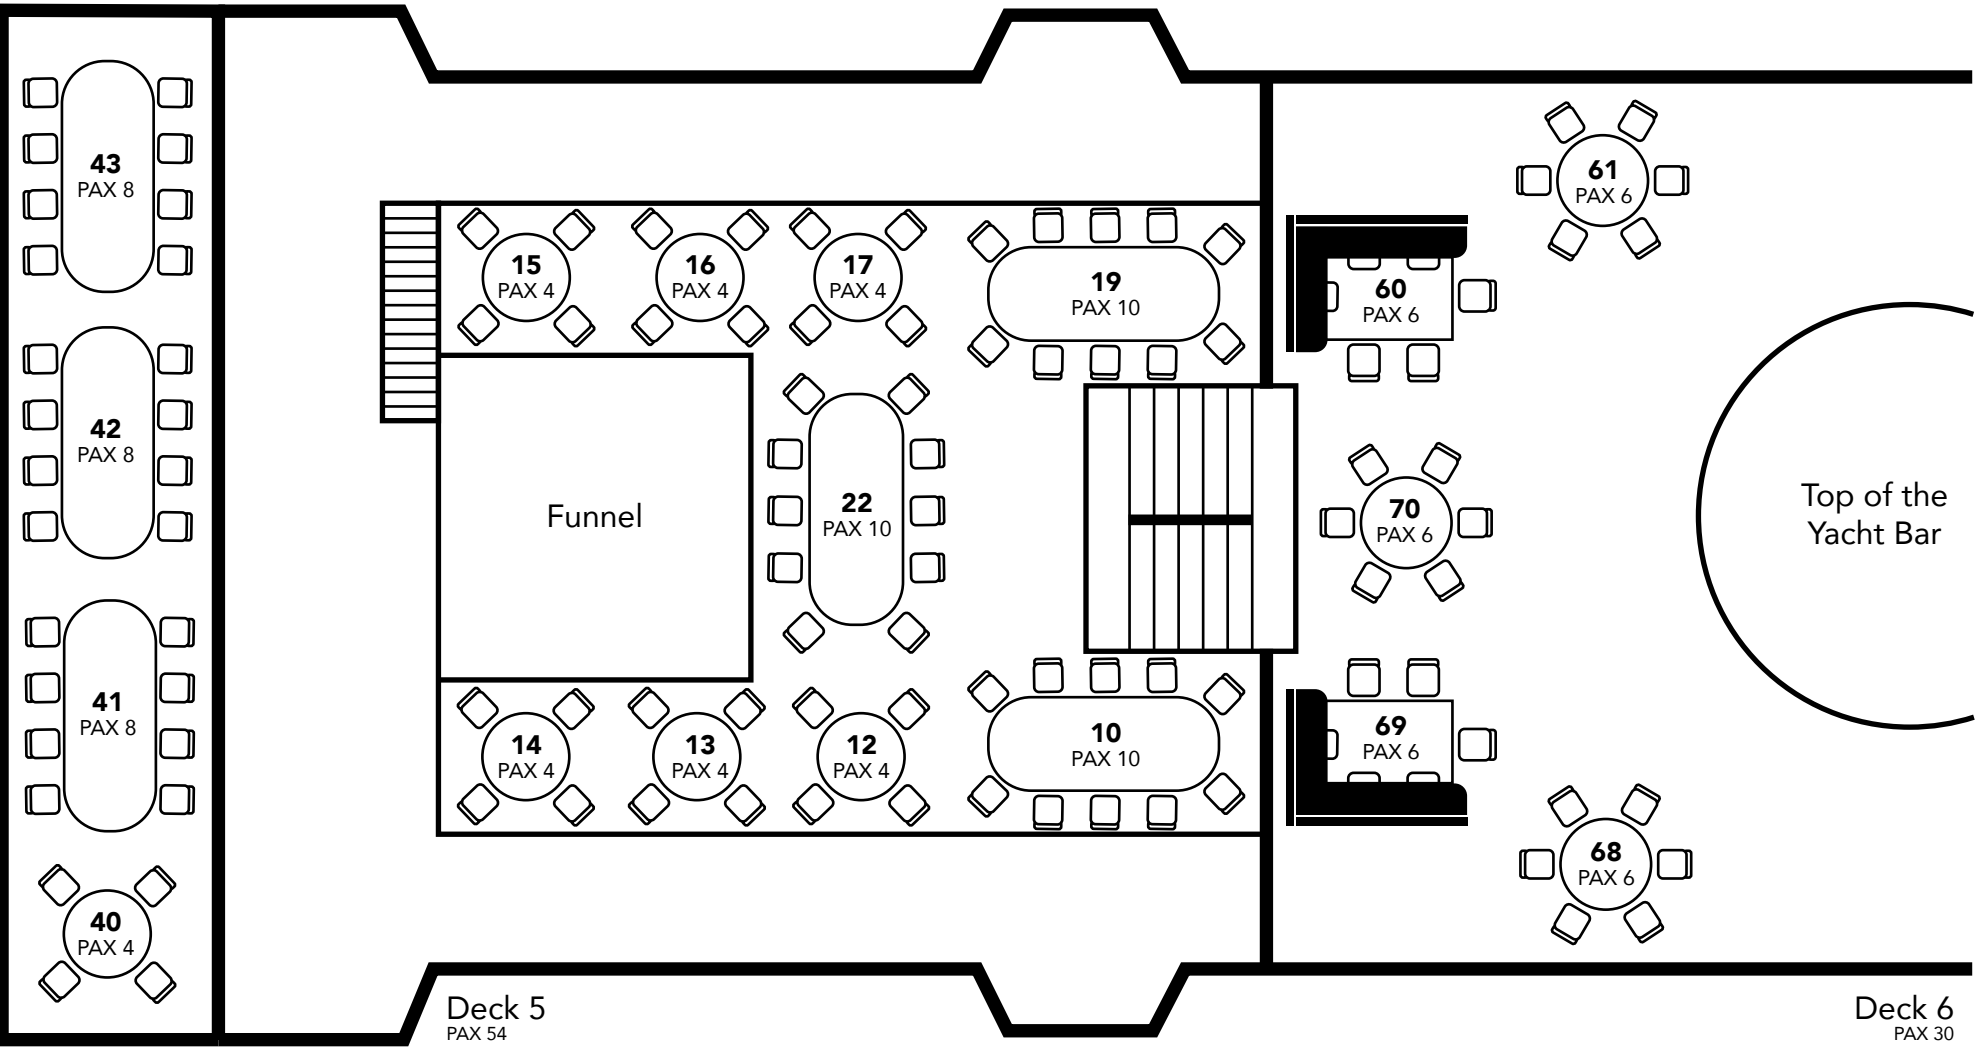 43
PAX 8
42
PAX 8
41
PAX 8
40
PAX 4
15
PAX 4
16
PAX 4
17
PAX 4
19
PAX 10
Funnel
22
PAX 10
14
PAX 4
13
PAX 4
12
PAX 4
10
PAX 10
61
PAX 6
60
PAX 6
70
PAX 6
Top of the
Yacht Bar
69
PAX 6
68
PAX 6
Deck 5
PAX 54
Deck 6
PAX 30